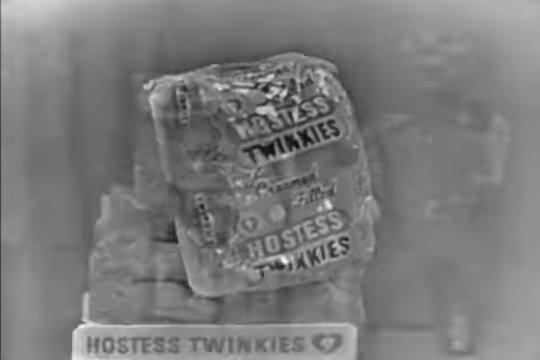 HOSTESS
TWINKIES
Creamed
Filled
HOSTESS
TWINKIES
HOSTESS TWINKIES